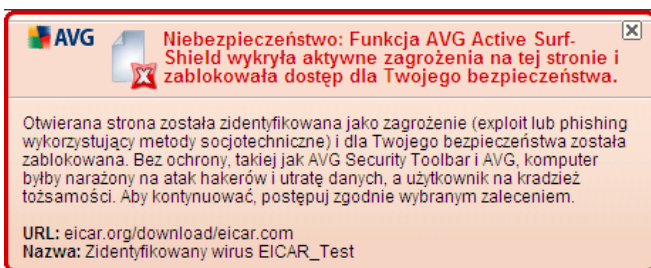 AVG
Niebezpieczeństwo: Funkcja AVG Active Surf-
Shield wykryła aktywne zagrożenia na tej stronie i
zablokowała dostęp dla Twojego bezpieczeństwa.
Otwierana strona została zidentyfikowana jako zagrożenie (exploit lub phishing
wykorzystujący metody socjotechniczne) i dla Twojego bezpieczeństwa została
zablokowana. Bez ochrony, takiej jak AVG Security Toolbar i AVG, komputer
byłby narażony na atak hakerów i utratę danych, a użytkownik na kradzież
tożsamości. Aby kontynuować, postępuj zgodnie wybranym zaleceniem.
URL: eicar.org/download/eicar.com
Nazwa: Zidentyfikowany wirus EICAR_Test